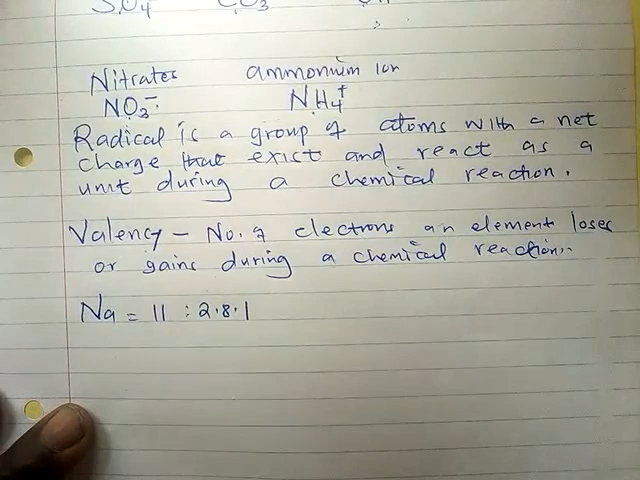 SO4 CO3
Nitrates ammonium ion
NO3⁻. NH4⁺
Radical is a group of atoms with a net
charge that exist and react as a
unit during a chemical reaction.
Valency – No. of electrons an element loses
or gains during a chemical reaction.
Na = 11 : 2.8.1